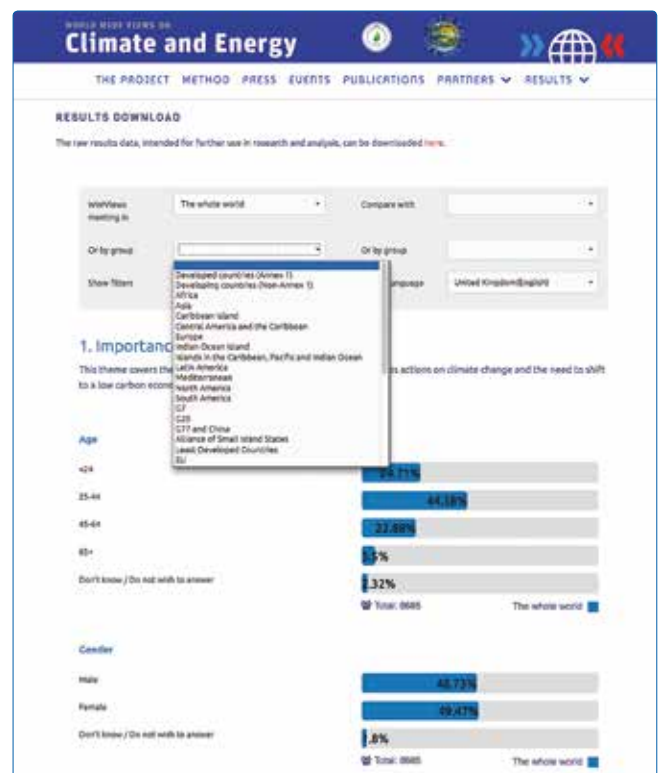 WORLD WIDE VIEWS ON
Climate and Energy
THE PROJECT METHOD PRESS EVENTS PUBLICATIONS PARTNERS RESULTS
RESULTS DOWNLOAD
The raw results data, intended for further use in research and analysis, can be downloaded here.
WWViews meeting in
The whole world
Compare with
Or by group
Or by group
Show filters
United Kingdom(English)
Developed countries (Annex 1)
Developing countries (Non-Annex 1)
Africa
Asia
Caribbean Island
Central America and the Caribbean
Europe
Indian Ocean Island
Islands in the Caribbean, Pacific and Indian Ocean
Latin America
Mediterranean
North America
South America
G7
G20
G77 and China
Alliance of Small Island States
Least Developed Countries
EU
1. Importanc
This theme covers the
s actions on climate change and the need to shift
to a low carbon econ
Age
<24
25-44
44.18%
45-64
65+
Don't know / Do not wish to answer
.32%
Total: 8685 The whole world
Gender
Male
48.73%
Female
49.47%
Don't know / Do not wish to answer
.8%
Total: 8685 The whole world